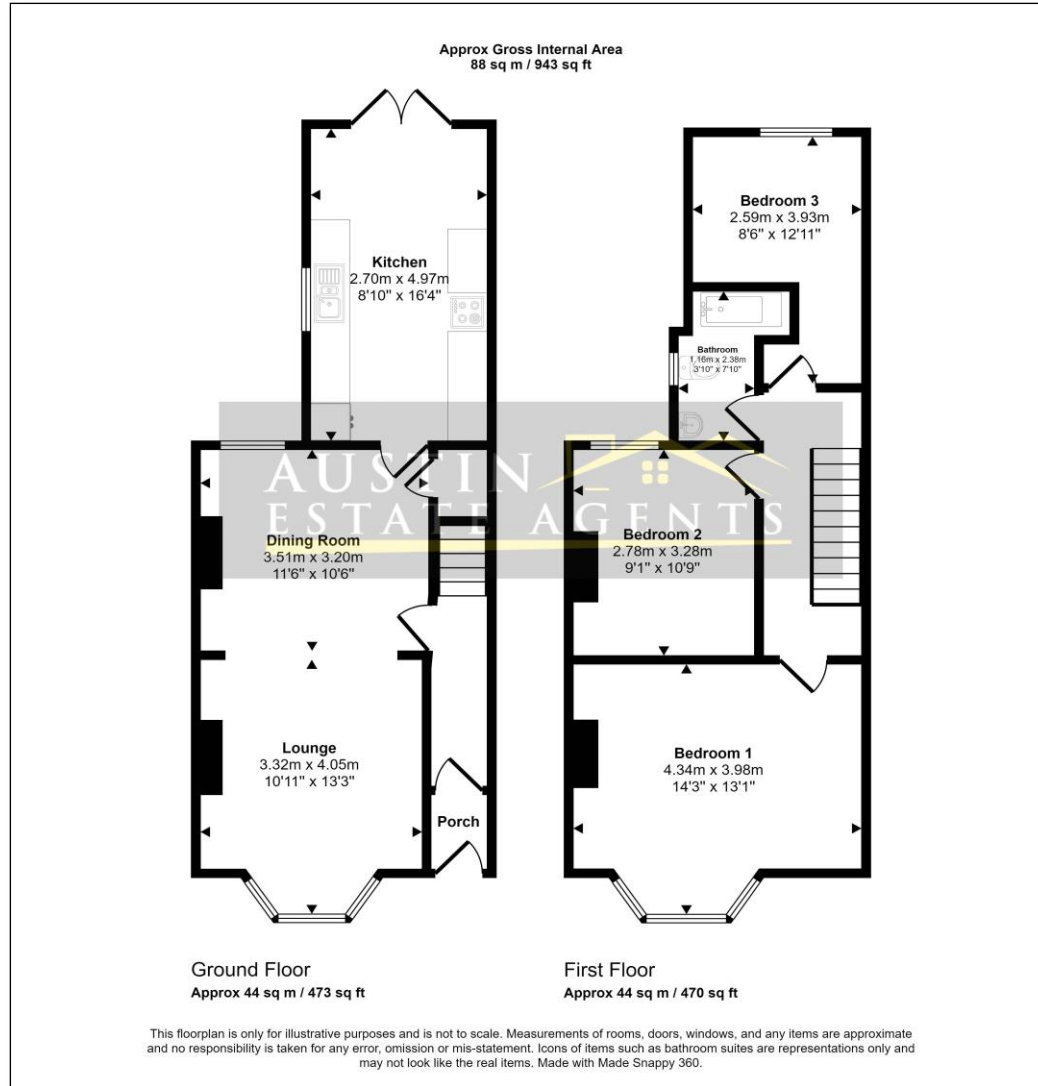 Approx Gross Internal Area
88 sq m / 943 sq ft
Kitchen
2.70m x 4.97m
8'10" x 16'4"
Bedroom 3
2.59m x 3.93m
8'6" x 12'11"
Bathroom
1.16m x 2.38m
3'10" x 7'10"
AUSTIN
ESTATE AGENTS
Dining Room
3.51m x 3.20m
11'6" x 10'6"
Bedroom 2
2.78m x 3.28m
9'1" x 10'9"
Lounge
3.32m x 4.05m
10'11" x 13'3"
Porch
Bedroom 1
4.34m x 3.98m
14'3" x 13'1"
Ground Floor
Approx 44 sq m / 473 sq ft
First Floor
Approx 44 sq m / 470 sq ft
This floorplan is only for illustrative purposes and is not to scale. Measurements of rooms, doors, windows, and any items are approximate
and no responsibility is taken for any error, omission or mis-statement. Icons of items such as bathroom suites are representations only and
may not look like the real items. Made with Made Snappy 360.